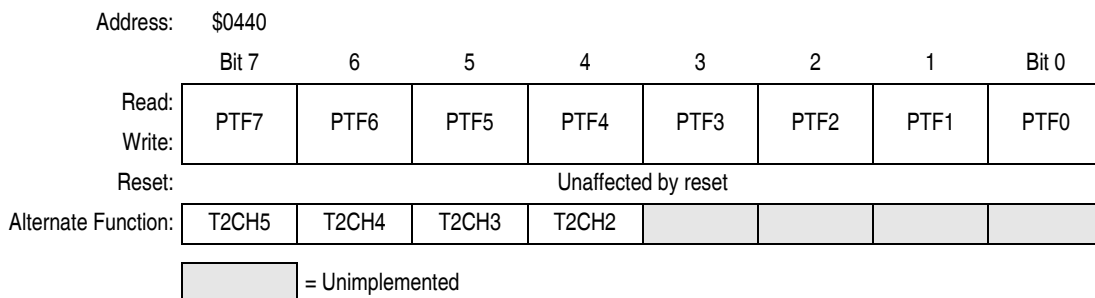 Address: $0440
Bit 7 6 5 4 3 2 1 Bit 0
Read:
PTF7 PTF6 PTF5 PTF4 PTF3 PTF2 PTF1 PTF0
Write:
Reset: Unaffected by reset
Alternate Function: T2CH5 T2CH4 T2CH3 T2CH2
= Unimplemented